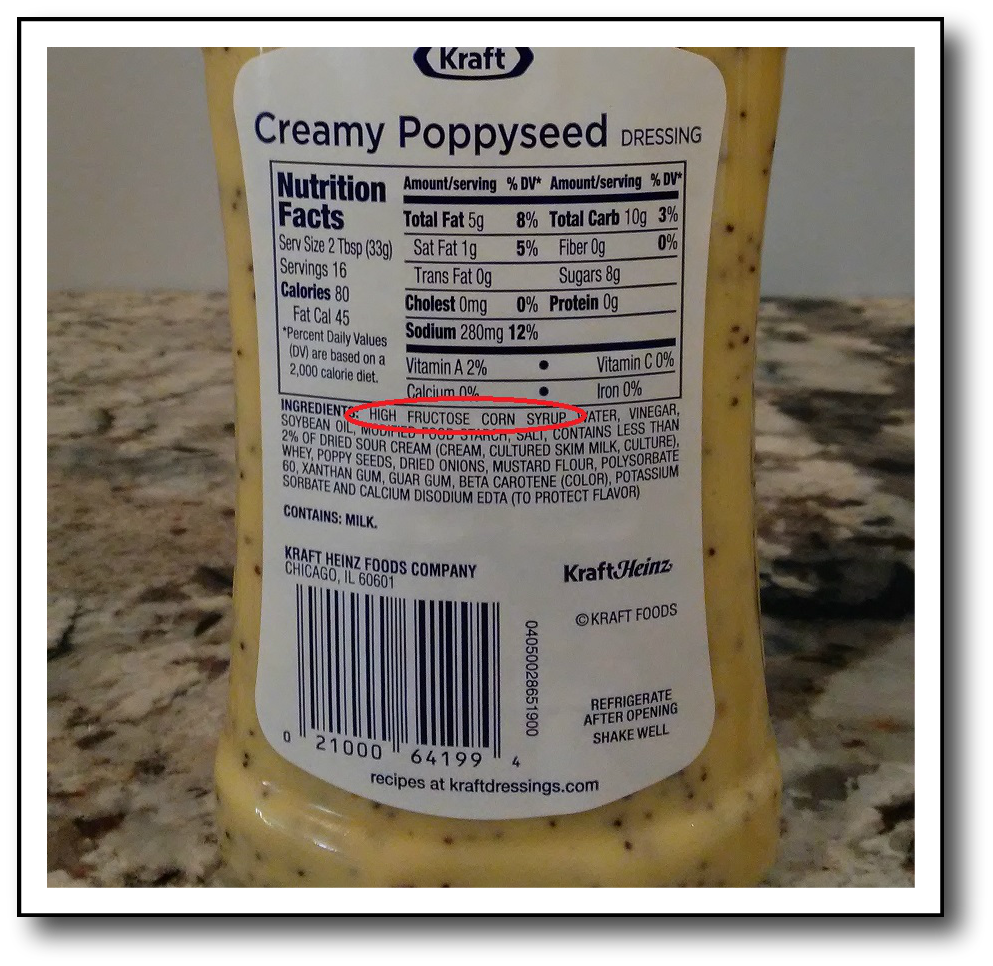 Kraft
Creamy Poppyseed DRESSING
Nutrition
Facts
Serv Size 2 Tbsp (33g)
Servings 16
Calories 80
Fat Cal 45
*Percent Daily Values
(DV) are based on a
2,000 calorie diet.
Amount/serving % DV* Amount/serving % DV*
Total Fat 5g 8% Total Carb 10g 3%
Sat Fat 1g 5% Fiber 0g 0%
Trans Fat 0g Sugars 8g
Cholest 0mg 0% Protein 0g
Sodium 280mg 12%
Vitamin A 2% • Vitamin C 0%
Calcium 0% • Iron 0%
INGREDIENTS: HIGH FRUCTOSE CORN SYRUP WATER, VINEGAR,
SOYBEAN OIL, MODIFIED FOOD STARCH, SALT, CONTAINS LESS THAN
2% OF DRIED SOUR CREAM (CREAM, CULTURED SKIM MILK, CULTURE),
WHEY, POPPY SEEDS, DRIED ONIONS, MUSTARD FLOUR, POLYSORBATE
60, XANTHAN GUM, GUAR GUM, BETA CAROTENE (COLOR), POTASSIUM
SORBATE AND CALCIUM DISODIUM EDTA (TO PROTECT FLAVOR)
CONTAINS: MILK.
KRAFT HEINZ FOODS COMPANY
CHICAGO, IL 60601
KraftHeinz
© KRAFT FOODS
04050028651900
REFRIGERATE
AFTER OPENING
SHAKE WELL
0 21000 64199 4
recipes at kraftdressings.com